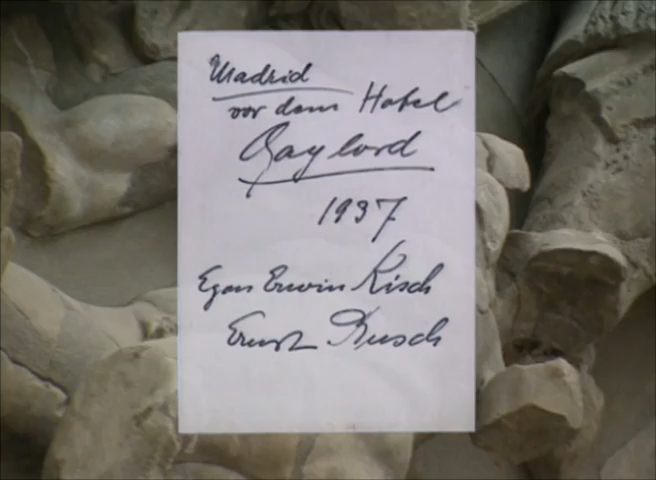 Madrid
vor dem Hotel
Gaylord
1937
Egon Erwin Kisch
Ernst Busch